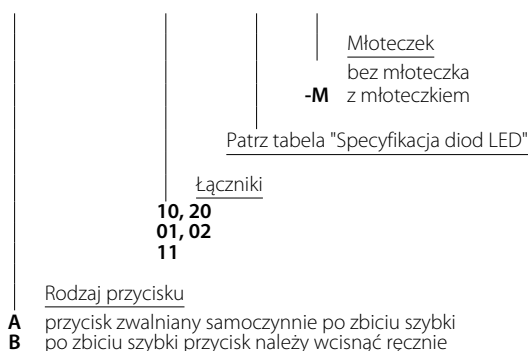 Młoteczek
bez młoteczka
-M z młoteczkiem
Patrz tabela "Specyfikacja diod LED"
Łączniki
10, 20
01, 02
11
Rodzaj przycisku
A przycisk zwalniany samoczynnie po zbiciu szybki
B po zbiciu szybki przycisk należy wcisnąć ręcznie